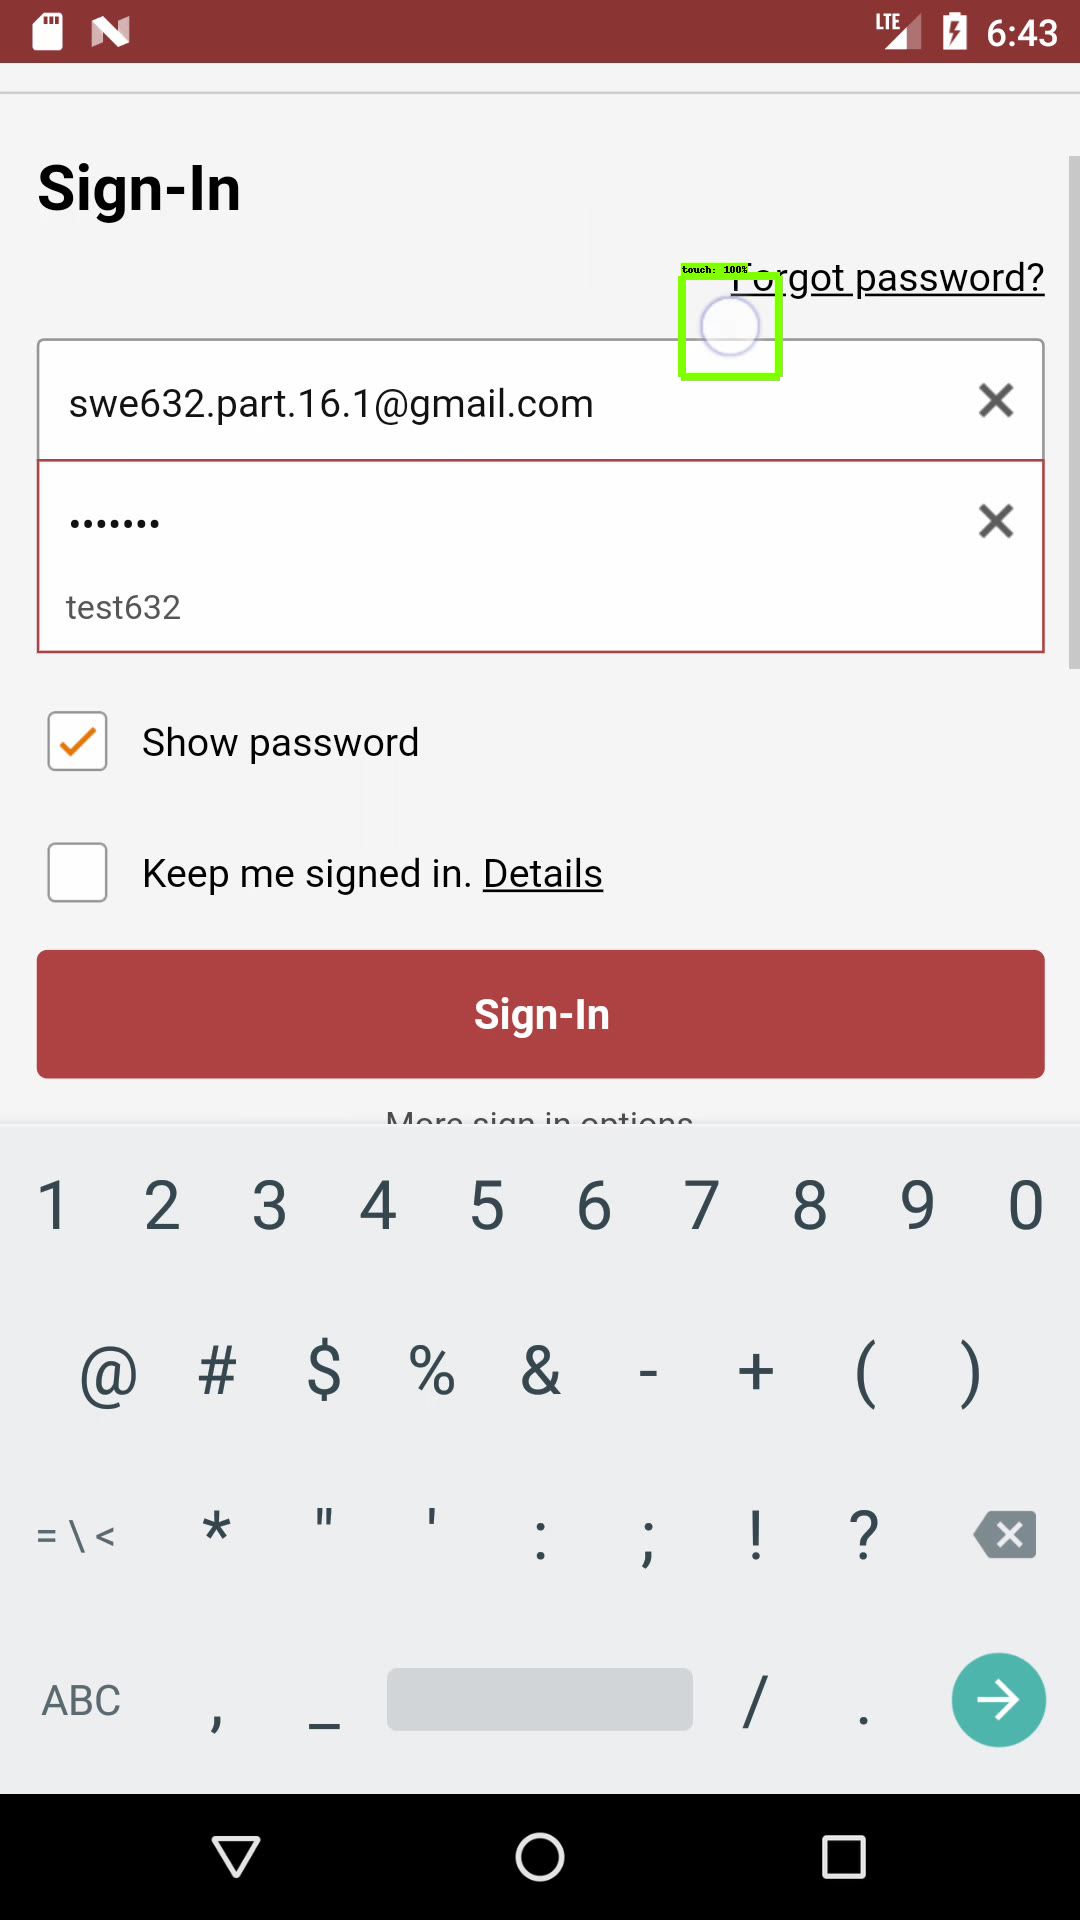 LTE 6:43
Sign-In
touch: 100%
Forgot password?
swe632.part.16.1@gmail.com
•••••••
test632
Show password
Keep me signed in. Details
Sign-In
More sign in options
1 2 3 4 5 6 7 8 9 0
@ # $ % & - + ( )
= \ < * " ' : ; ! ?
ABC , _ / .